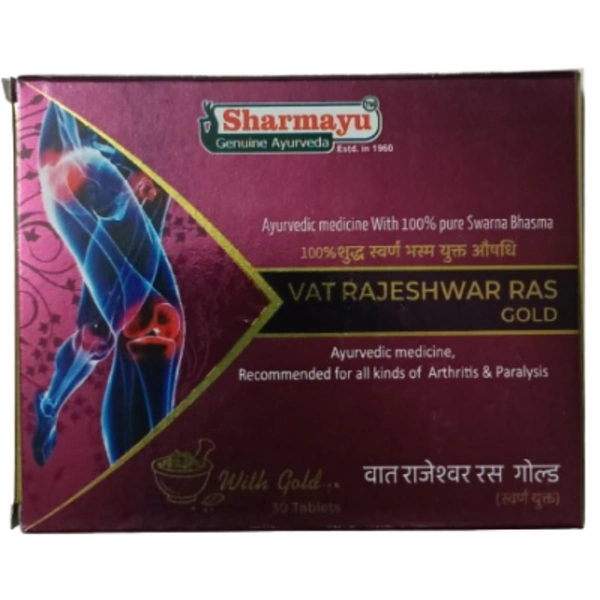 Sharmayu TM
Genuine Ayurveda
Estd. in 1960
Ayurvedic medicine With 100% pure Swarna Bhasma
100%शुद्ध स्वर्ण भस्म युक्त औषधि
VAT RAJESHWAR RAS
GOLD
Ayurvedic medicine,
Recommended for all kinds of Arthritis & Paralysis
With Gold...
30 Tablets
वात राजेश्वर रस गोल्ड
(स्वर्ण युक्त)